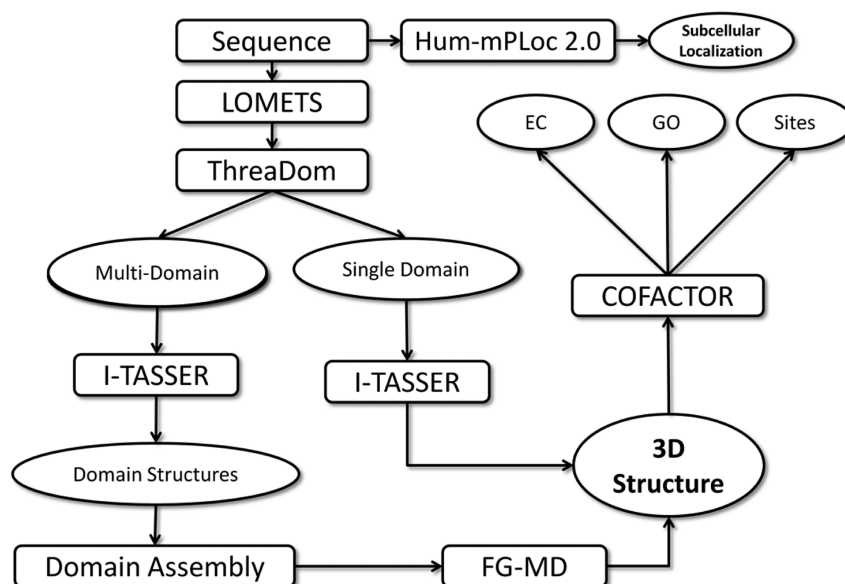 Sequence
Hum-mPLoc 2.0
Subcellular
Localization
LOMETS
EC
GO
Sites
ThreaDom
Multi-Domain
Single Domain
COFACTOR
I-TASSER
I-TASSER
3D
Structure
Domain Structures
Domain Assembly
FG-MD